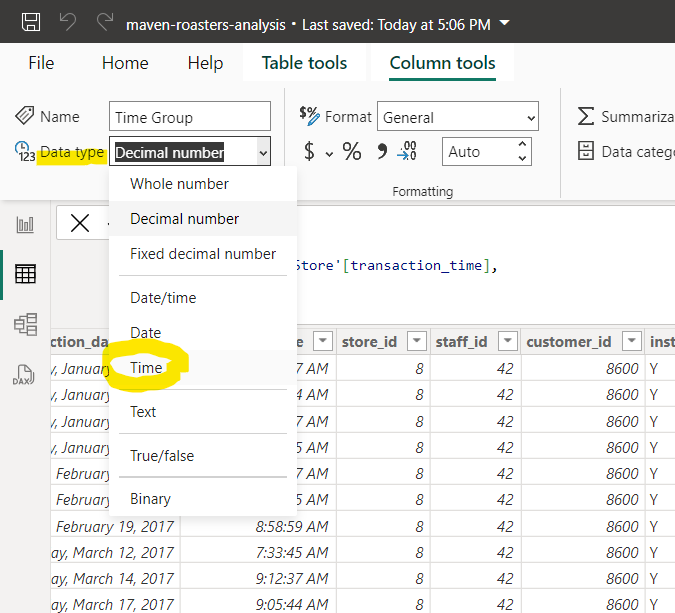 maven-roasters-analysis • Last saved: Today at 5:06 PM
File Home Help Table tools Column tools
Name Time Group
$% Format General
Summariza
123 Data type Decimal number
$ % , .00 Auto
Data categ
Formatting
Whole number
Decimal number
Fixed decimal number
Date/time
Date
Time
Text
True/false
Binary
Store'[transaction_time],
DAX
ction_da e store_id staff_id customer_id inst
y, January 7 AM 8 42 8600 Y
y, January 4 AM 8 42 8600 Y
y, January 7 AM 8 42 8600 Y
y, January 5 AM 8 42 8600 Y
February 7 AM 8 42 8600 Y
February 5 AM 8 42 8600 Y
February 19, 2017 8:58:59 AM 8 42 8600 Y
ay, March 12, 2017 7:33:45 AM 8 42 8600 Y
ay, March 14, 2017 9:12:37 AM 8 42 8600 Y
ay, March 17, 2017 9:05:44 AM 8 42 8600 Y